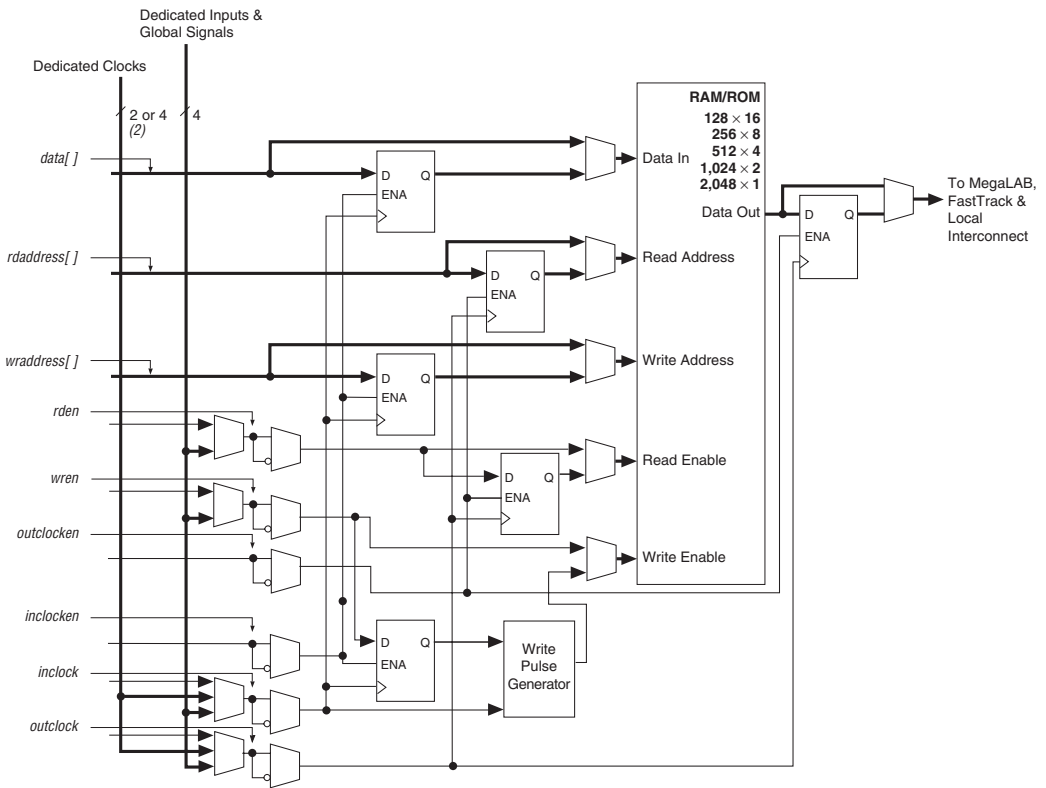 Dedicated Inputs &
Global Signals
Dedicated Clocks
2 or 4
(2)
4
RAM/ROM
128 × 16
256 × 8
512 × 4
1,024 × 2
2,048 × 1
data[ ]
D
Q
ENA
Data In
Data Out
D
Q
ENA
To MegaLAB,
FastTrack &
Local
Interconnect
rdaddress[ ]
D
Q
ENA
Read Address
wraddress[ ]
D
Q
ENA
Write Address
rden
D
Q
ENA
Read Enable
wren
outclocken
Write Enable
inclocken
D
Q
ENA
Write
Pulse
Generator
inclock
outclock